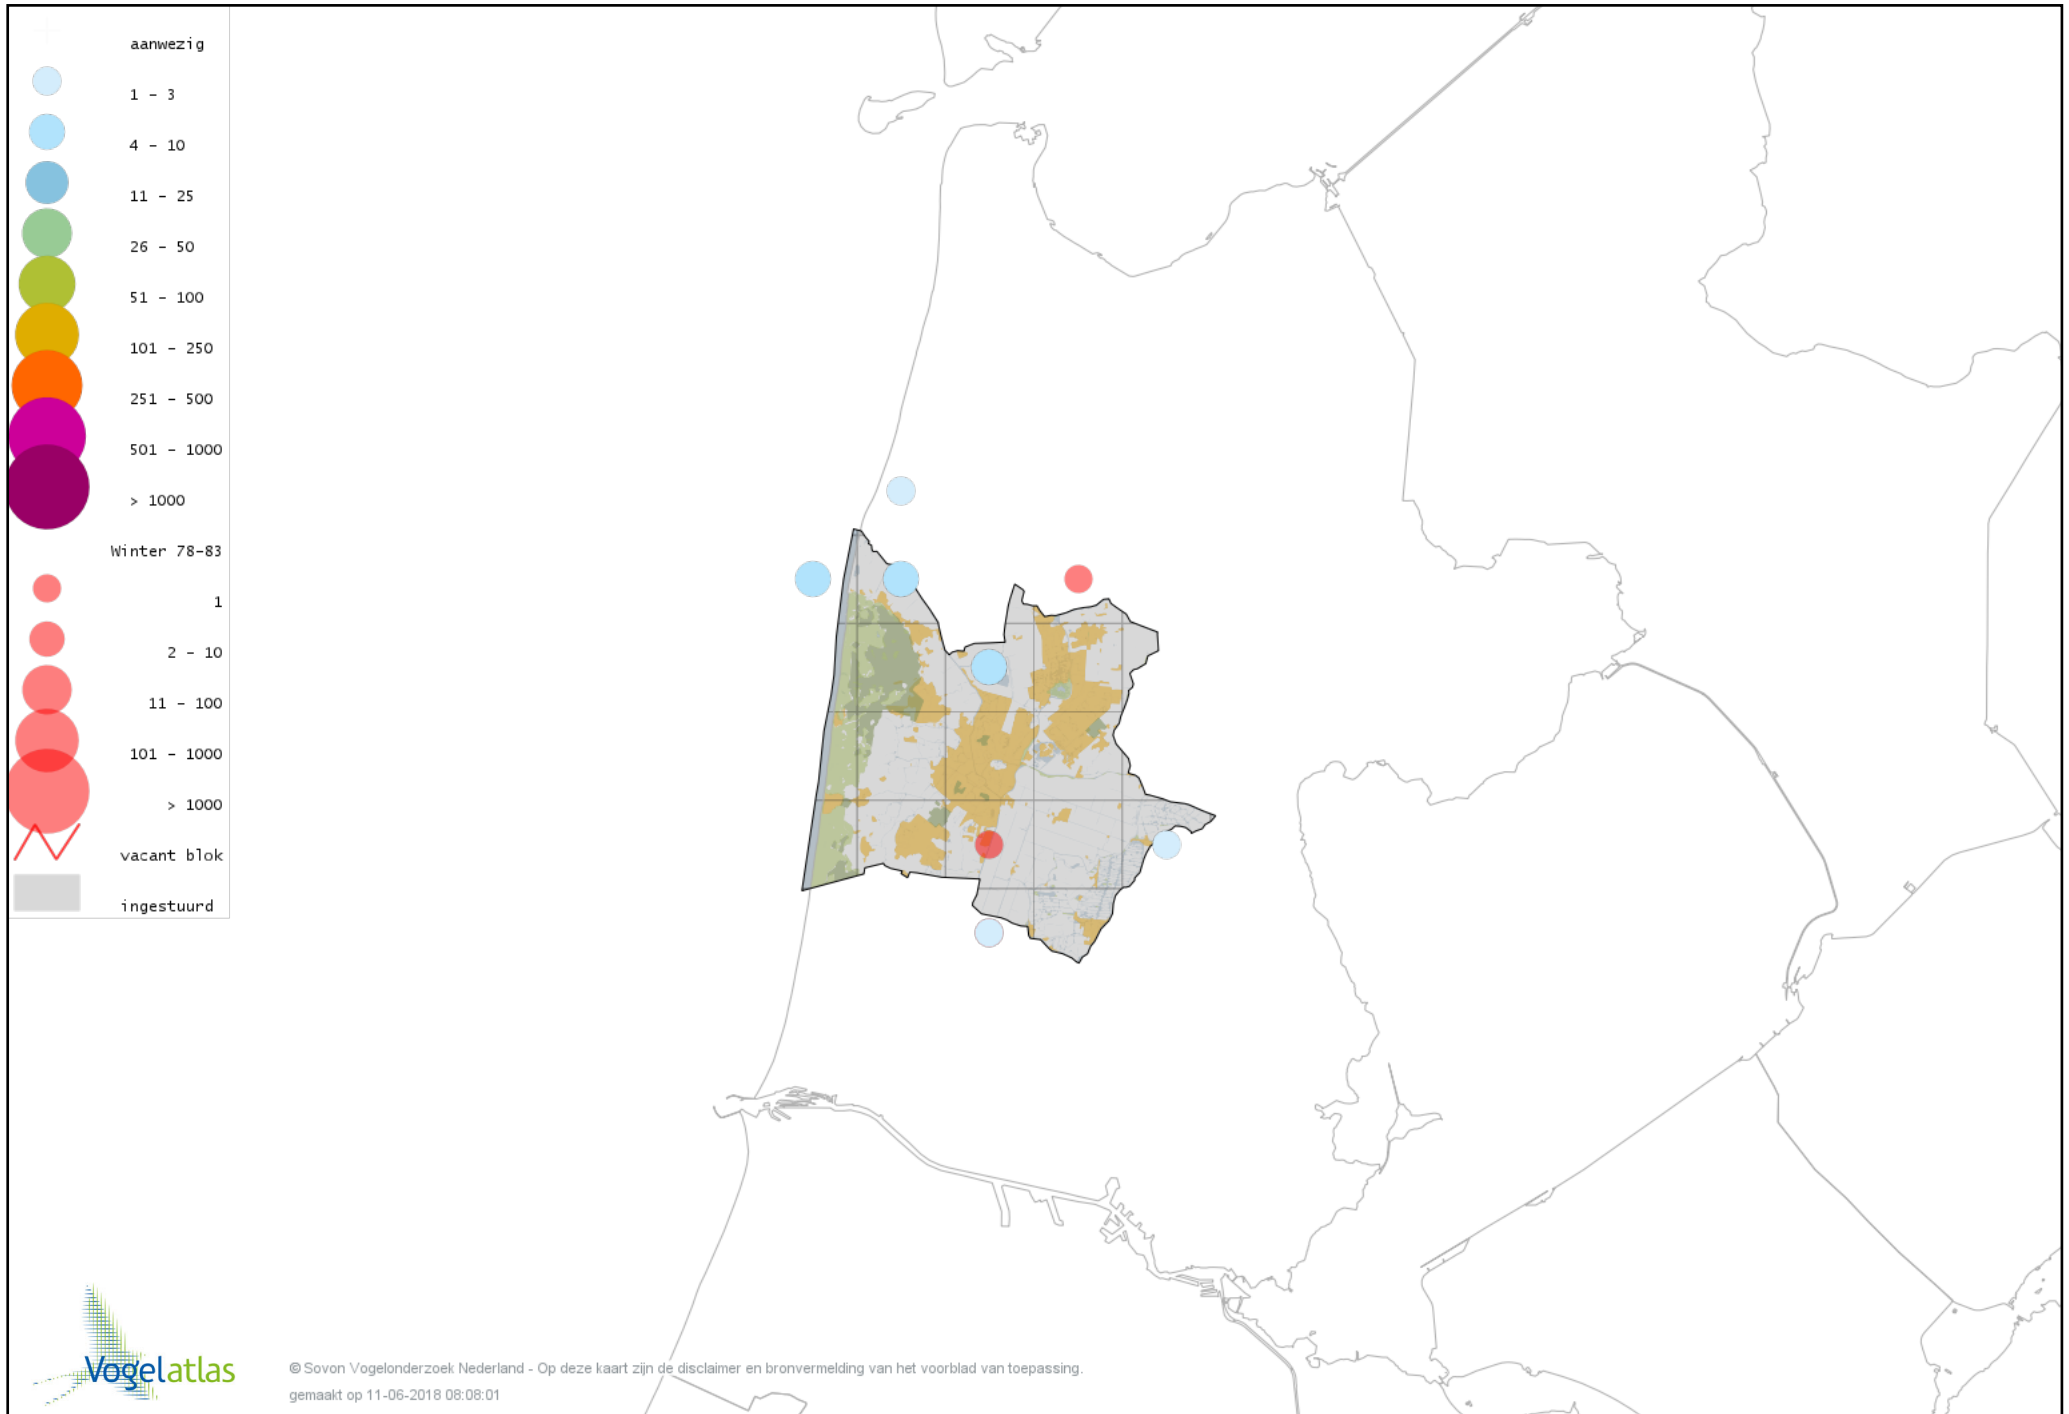 aanwezig
1 - 3
4 - 10
11 - 25
26 - 50
51 - 100
101 - 250
251 - 500
501 - 1000
> 1000
Winter 78-83
1
2 - 10
11 - 100
101 - 1000
> 1000
vacant blok
ingestuurd
Vogelatlas
© Sovon Vogelonderzoek Nederland - Op deze kaart zijn de disclaimer en bronvermelding van het voorblad van toepassing.
gemaakt op 11-06-2018 08:08:01